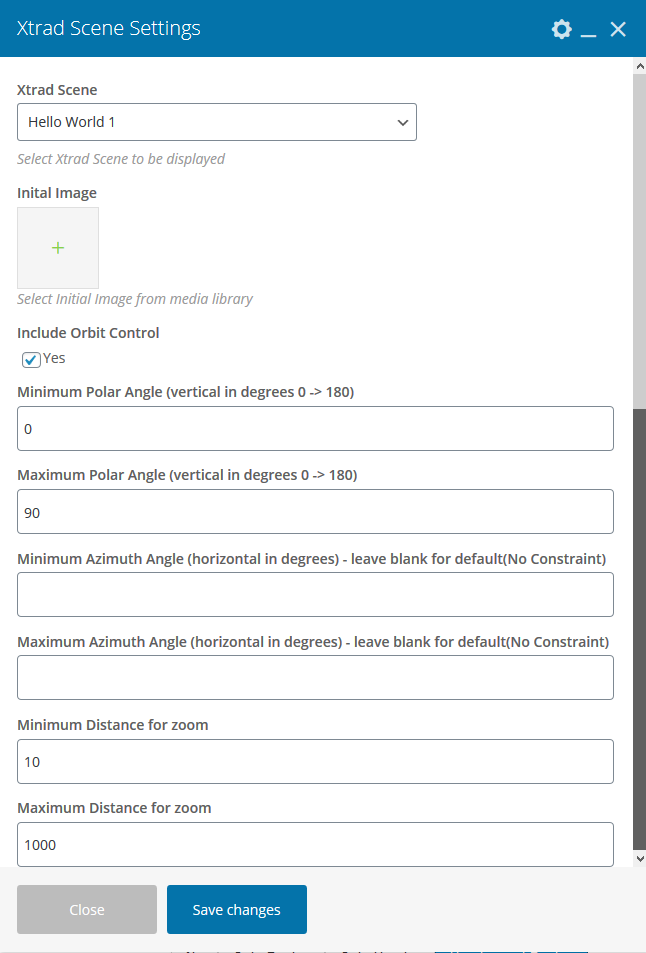 Xtrad Scene Settings
Xtrad Scene
Hello World 1
Select Xtrad Scene to be displayed
Inital Image
+
Select Initial Image from media library
Include Orbit Control
Yes
Minimum Polar Angle (vertical in degrees 0 -> 180)
0
Maximum Polar Angle (vertical in degrees 0 -> 180)
90
Minimum Azimuth Angle (horizontal in degrees) - leave blank for default(No Constraint)
Maximum Azimuth Angle (horizontal in degrees) - leave blank for default(No Constraint)
Minimum Distance for zoom
10
Maximum Distance for zoom
1000
Close Save changes